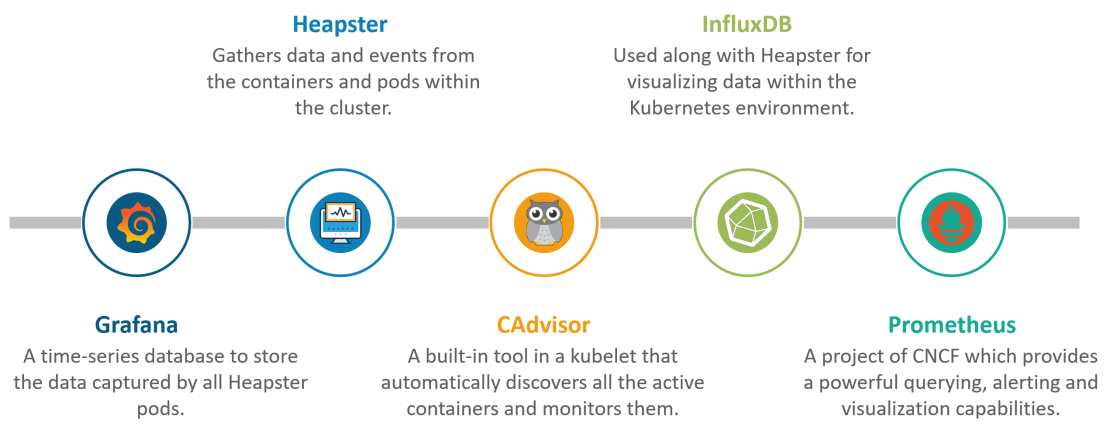 Heapster
Gathers data and events from
the containers and pods within
the cluster.
InfluxDB
Used along with Heapster for
visualizing data within the
Kubernetes environment.
Grafana
A time-series database to store
the data captured by all Heapster
pods.
CAdvisor
A built-in tool in a kubelet that
automatically discovers all the active
containers and monitors them.
Prometheus
A project of CNCF which provides
a powerful querying, alerting and
visualization capabilities.